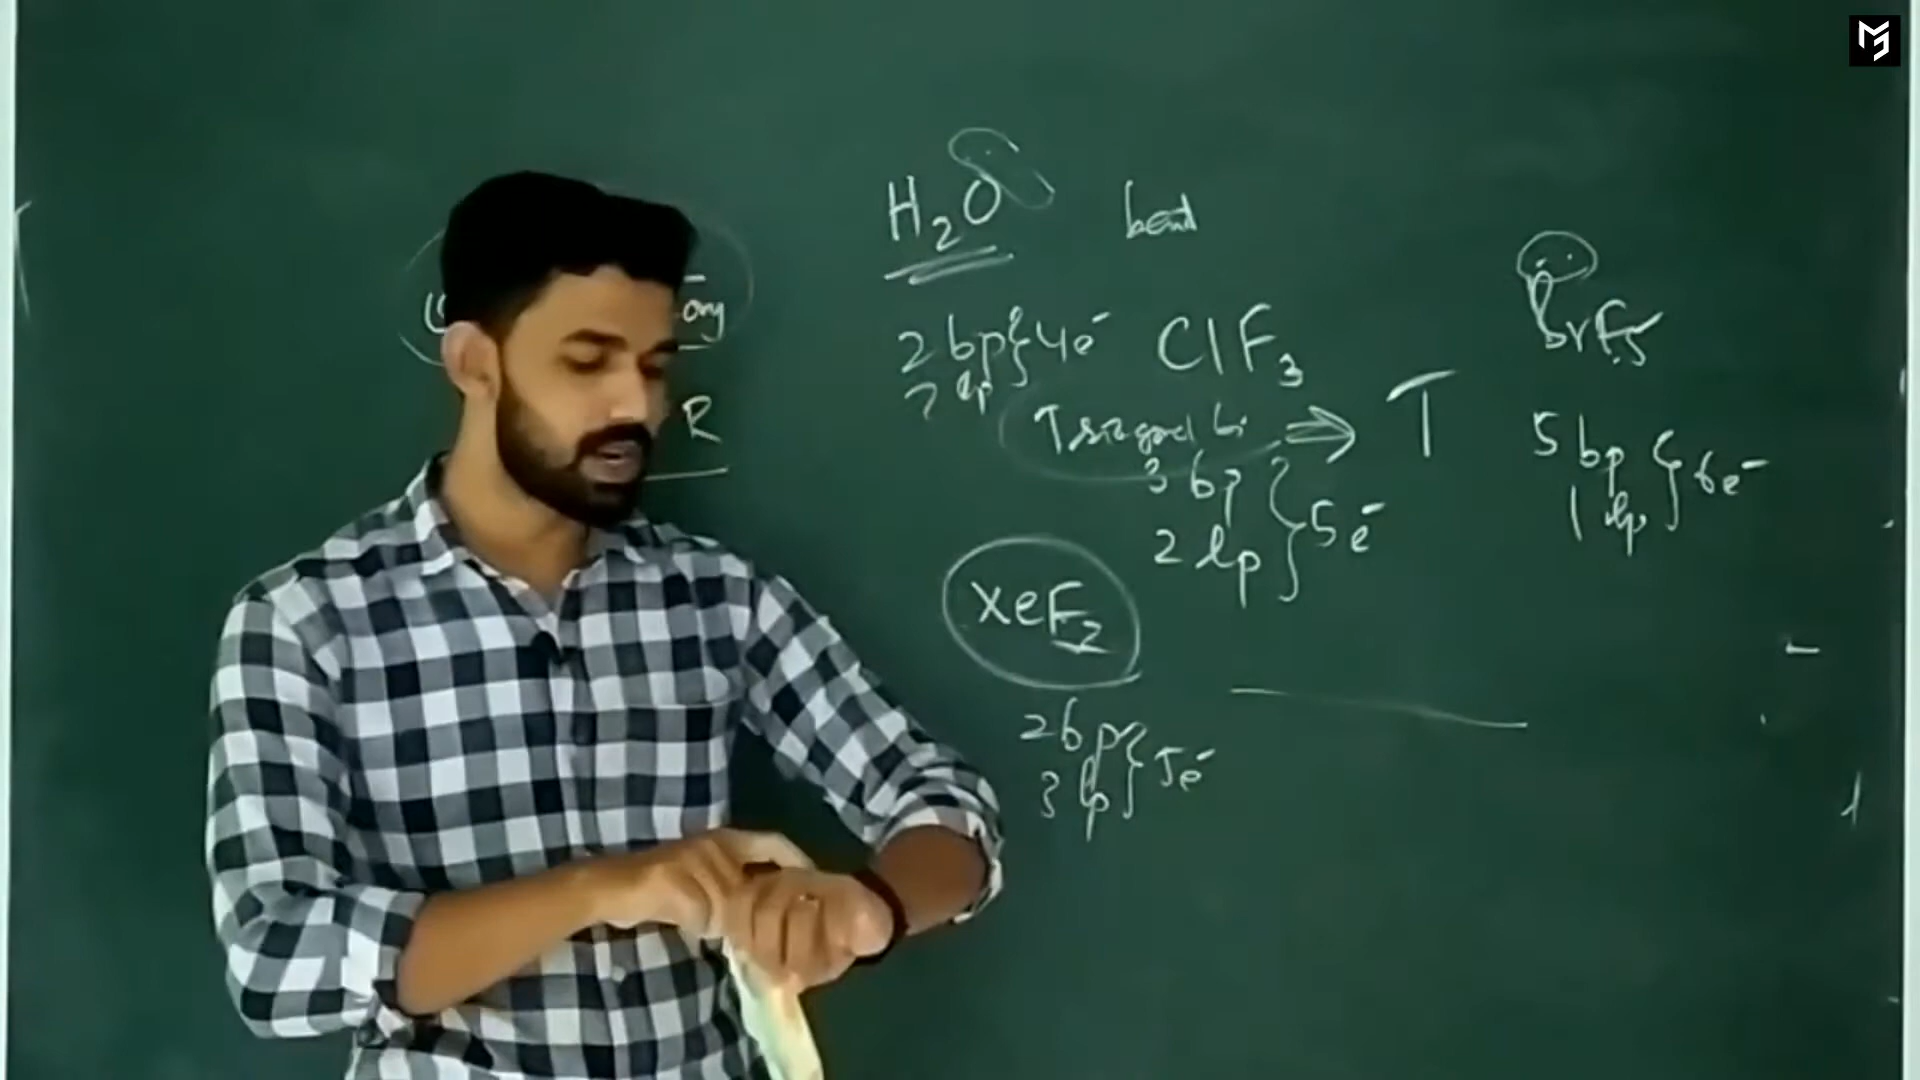 H₂O bent
2 bp } 4e⁻
2 lp
ClF₃
⇒ T
3 bp } 5e⁻
2 lp
BrF₅
5 bp } 6e⁻
1 lp
XeF₂
2 bp } 5e⁻
3 lp
R